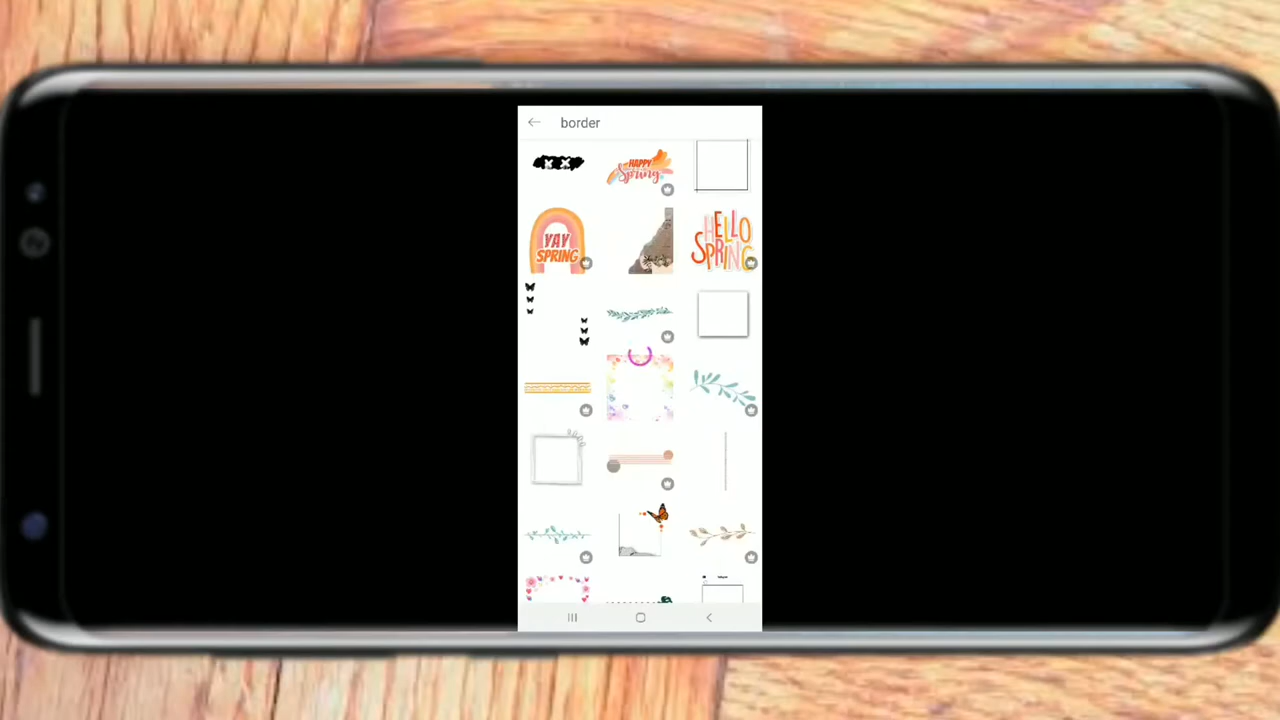 border
HAPPY
Spring
YAY
SPRING
HELLO
SPRING